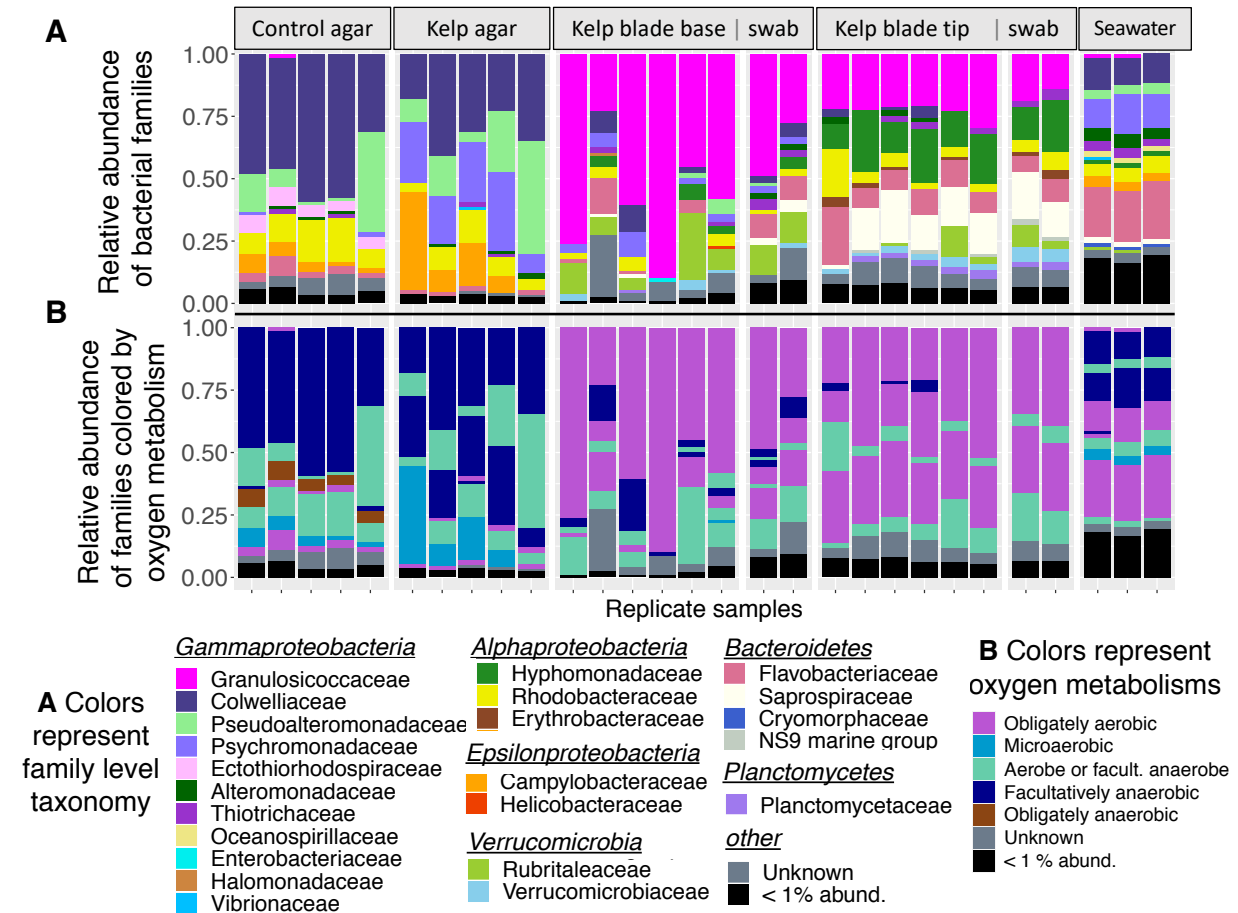 A
Control agar
Kelp agar
Kelp blade base | swab
Kelp blade tip | swab
Seawater
Relative abundance
of bacterial families
1.00
0.75
0.50
0.25
0.00
B
Relative abundance
of families colored by
oxygen metabolism
1.00
0.75
0.50
0.25
0.00
Replicate samples
A Colors
represent
family level
taxonomy
Gammaproteobacteria
Granulosicoccaceae
Colwelliaceae
Pseudoalteromonadaceae
Psychromonadaceae
Ectothiorhodospiraceae
Alteromonadaceae
Thiotrichaceae
Oceanospirillaceae
Enterobacteriaceae
Halomonadaceae
Vibrionaceae
Alphaproteobacteria
Hyphomonadaceae
Rhodobacteraceae
Erythrobacteraceae
Epsilonproteobacteria
Campylobacteraceae
Helicobacteraceae
Verrucomicrobia
Rubritaleaceae
Verrucomicrobiaceae
Bacteroidetes
Flavobacteriaceae
Saprospiraceae
Cryomorphaceae
NS9 marine group
Planctomycetes
Planctomycetaceae
other
Unknown
< 1% abund.
B Colors represent
oxygen metabolisms
Obligately aerobic
Microaerobic
Aerobe or facult. anaerobe
Facultatively anaerobic
Obligately anaerobic
Unknown
< 1 % abund.